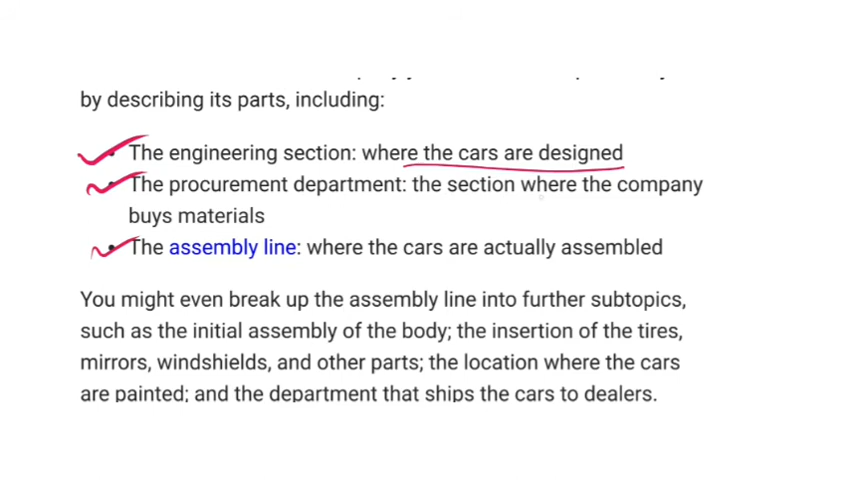 by describing its parts, including:
The engineering section: where the cars are designed
The procurement department: the section where the company
buys materials
The assembly line: where the cars are actually assembled
You might even break up the assembly line into further subtopics,
such as the initial assembly of the body; the insertion of the tires,
mirrors, windshields, and other parts; the location where the cars
are painted; and the department that ships the cars to dealers.